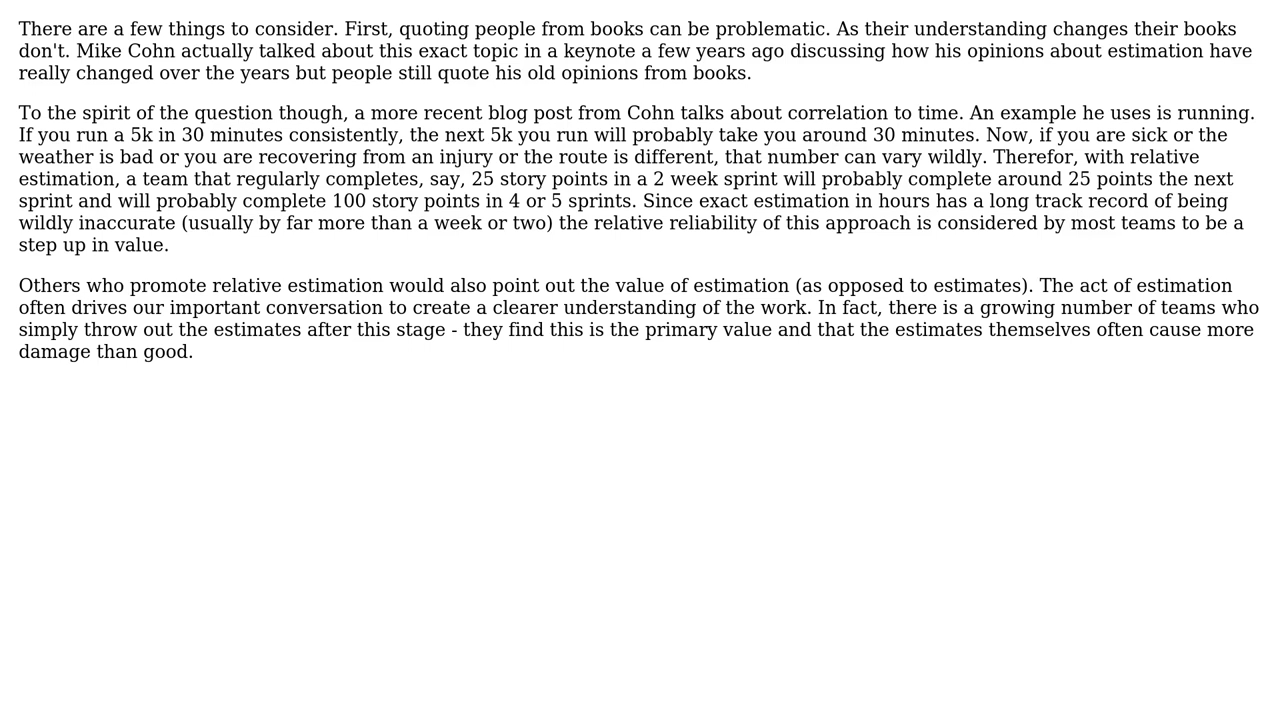 There are a few things to consider. First, quoting people from books can be problematic. As their understanding changes their books
don't. Mike Cohn actually talked about this exact topic in a keynote a few years ago discussing how his opinions about estimation have
really changed over the years but people still quote his old opinions from books.
To the spirit of the question though, a more recent blog post from Cohn talks about correlation to time. An example he uses is running.
If you run a 5k in 30 minutes consistently, the next 5k you run will probably take you around 30 minutes. Now, if you are sick or the
weather is bad or you are recovering from an injury or the route is different, that number can vary wildly. Therefor, with relative
estimation, a team that regularly completes, say, 25 story points in a 2 week sprint will probably complete around 25 points the next
sprint and will probably complete 100 story points in 4 or 5 sprints. Since exact estimation in hours has a long track record of being
wildly inaccurate (usually by far more than a week or two) the relative reliability of this approach is considered by most teams to be a
step up in value.
Others who promote relative estimation would also point out the value of estimation (as opposed to estimates). The act of estimation
often drives our important conversation to create a clearer understanding of the work. In fact, there is a growing number of teams who
simply throw out the estimates after this stage - they find this is the primary value and that the estimates themselves often cause more
damage than good.